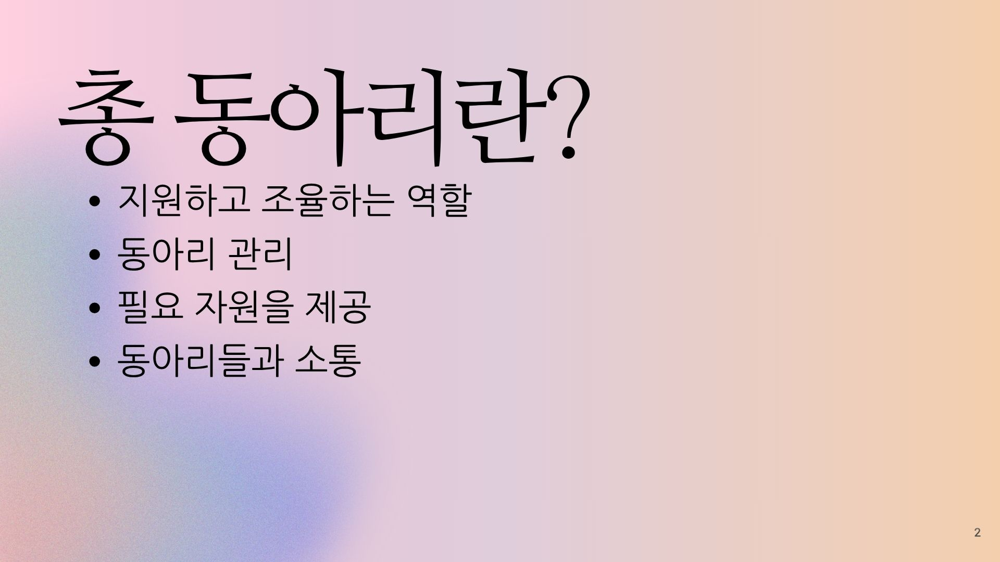 총 동아리란?
• 지원하고 조율하는 역할
• 동아리 관리
• 필요 자원을 제공
• 동아리들과 소통
2